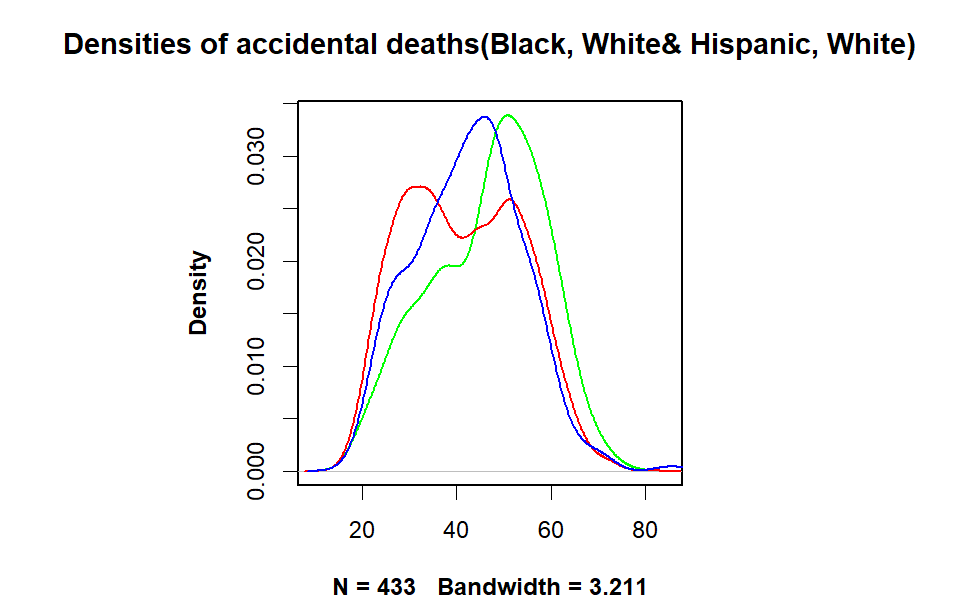 Densities of accidental deaths(Black, White& Hispanic, White)
Density
0.000 0.010 0.020 0.030
20 40 60 80
N = 433 Bandwidth = 3.211